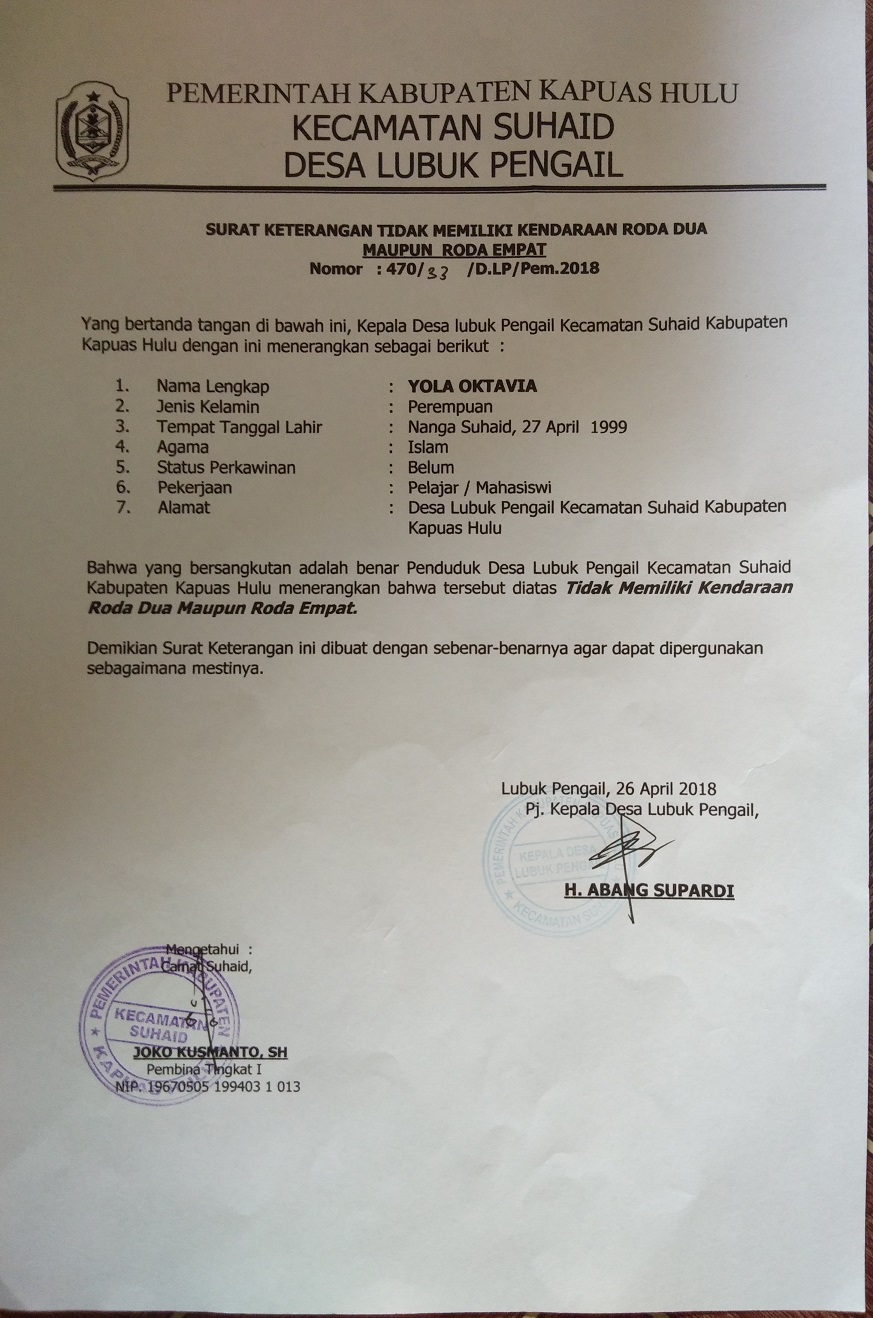 PEMERINTAH KABUPATEN KAPUAS HULU
KECAMATAN SUHAID
DESA LUBUK PENGAIL
SURAT KETERANGAN TIDAK MEMILIKI KENDARAAN RODA DUA
MAUPUN RODA EMPAT
Nomor : 470/33 /D.LP/Pem.2018
Yang bertanda tangan di bawah ini, Kepala Desa lubuk Pengail Kecamatan Suhaid Kabupaten
Kapuas Hulu dengan ini menerangkan sebagai berikut :
1. Nama Lengkap : YOLA OKTAVIA
2. Jenis Kelamin : Perempuan
3. Tempat Tanggal Lahir : Nanga Suhaid, 27 April 1999
4. Agama : Islam
5. Status Perkawinan : Belum
6. Pekerjaan : Pelajar / Mahasiswi
7. Alamat : Desa Lubuk Pengail Kecamatan Suhaid Kabupaten
Kapuas Hulu
Bahwa yang bersangkutan adalah benar Penduduk Desa Lubuk Pengail Kecamatan Suhaid
Kabupaten Kapuas Hulu menerangkan bahwa tersebut diatas Tidak Memiliki Kendaraan
Roda Dua Maupun Roda Empat.
Demikian Surat Keterangan ini dibuat dengan sebenar-benarnya agar dapat dipergunakan
sebagaimana mestinya.
Lubuk Pengail, 26 April 2018
Pj. Kepala Desa Lubuk Pengail,
KEPALA DESA
LUBUK
KECAMATAN
H. ABANG SUPARDI
Mengetahui :
Camat Suhaid,
PEMERINTAH KABUPATEN
KECAMATAN
SUHAID
JOKO KUSMANTO, SH
Pembina Tingkat I
NIP. 19670505 199403 1 013